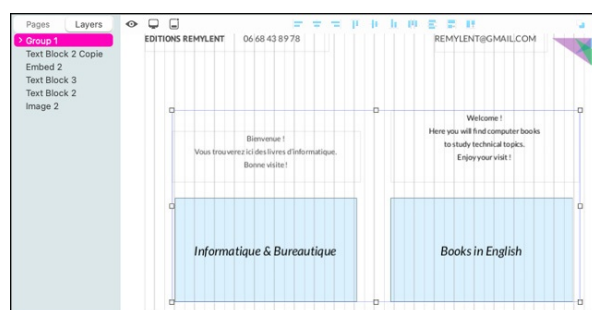 Pages Layers
Group 1
Text Block 2 Copie
Embed 2
Text Block 3
Text Block 2
Image 2
EDITIONS REMYLENT 06 68 43 89 78 REMYLENT@GMAIL.COM
Bienvenue !
Vous trouverez ici des livres d'informatique.
Bonne visite !
Welcome !
Here you will find computer books
to study technical topics.
Enjoy your visit !
Informatique & Bureautique
Books in English